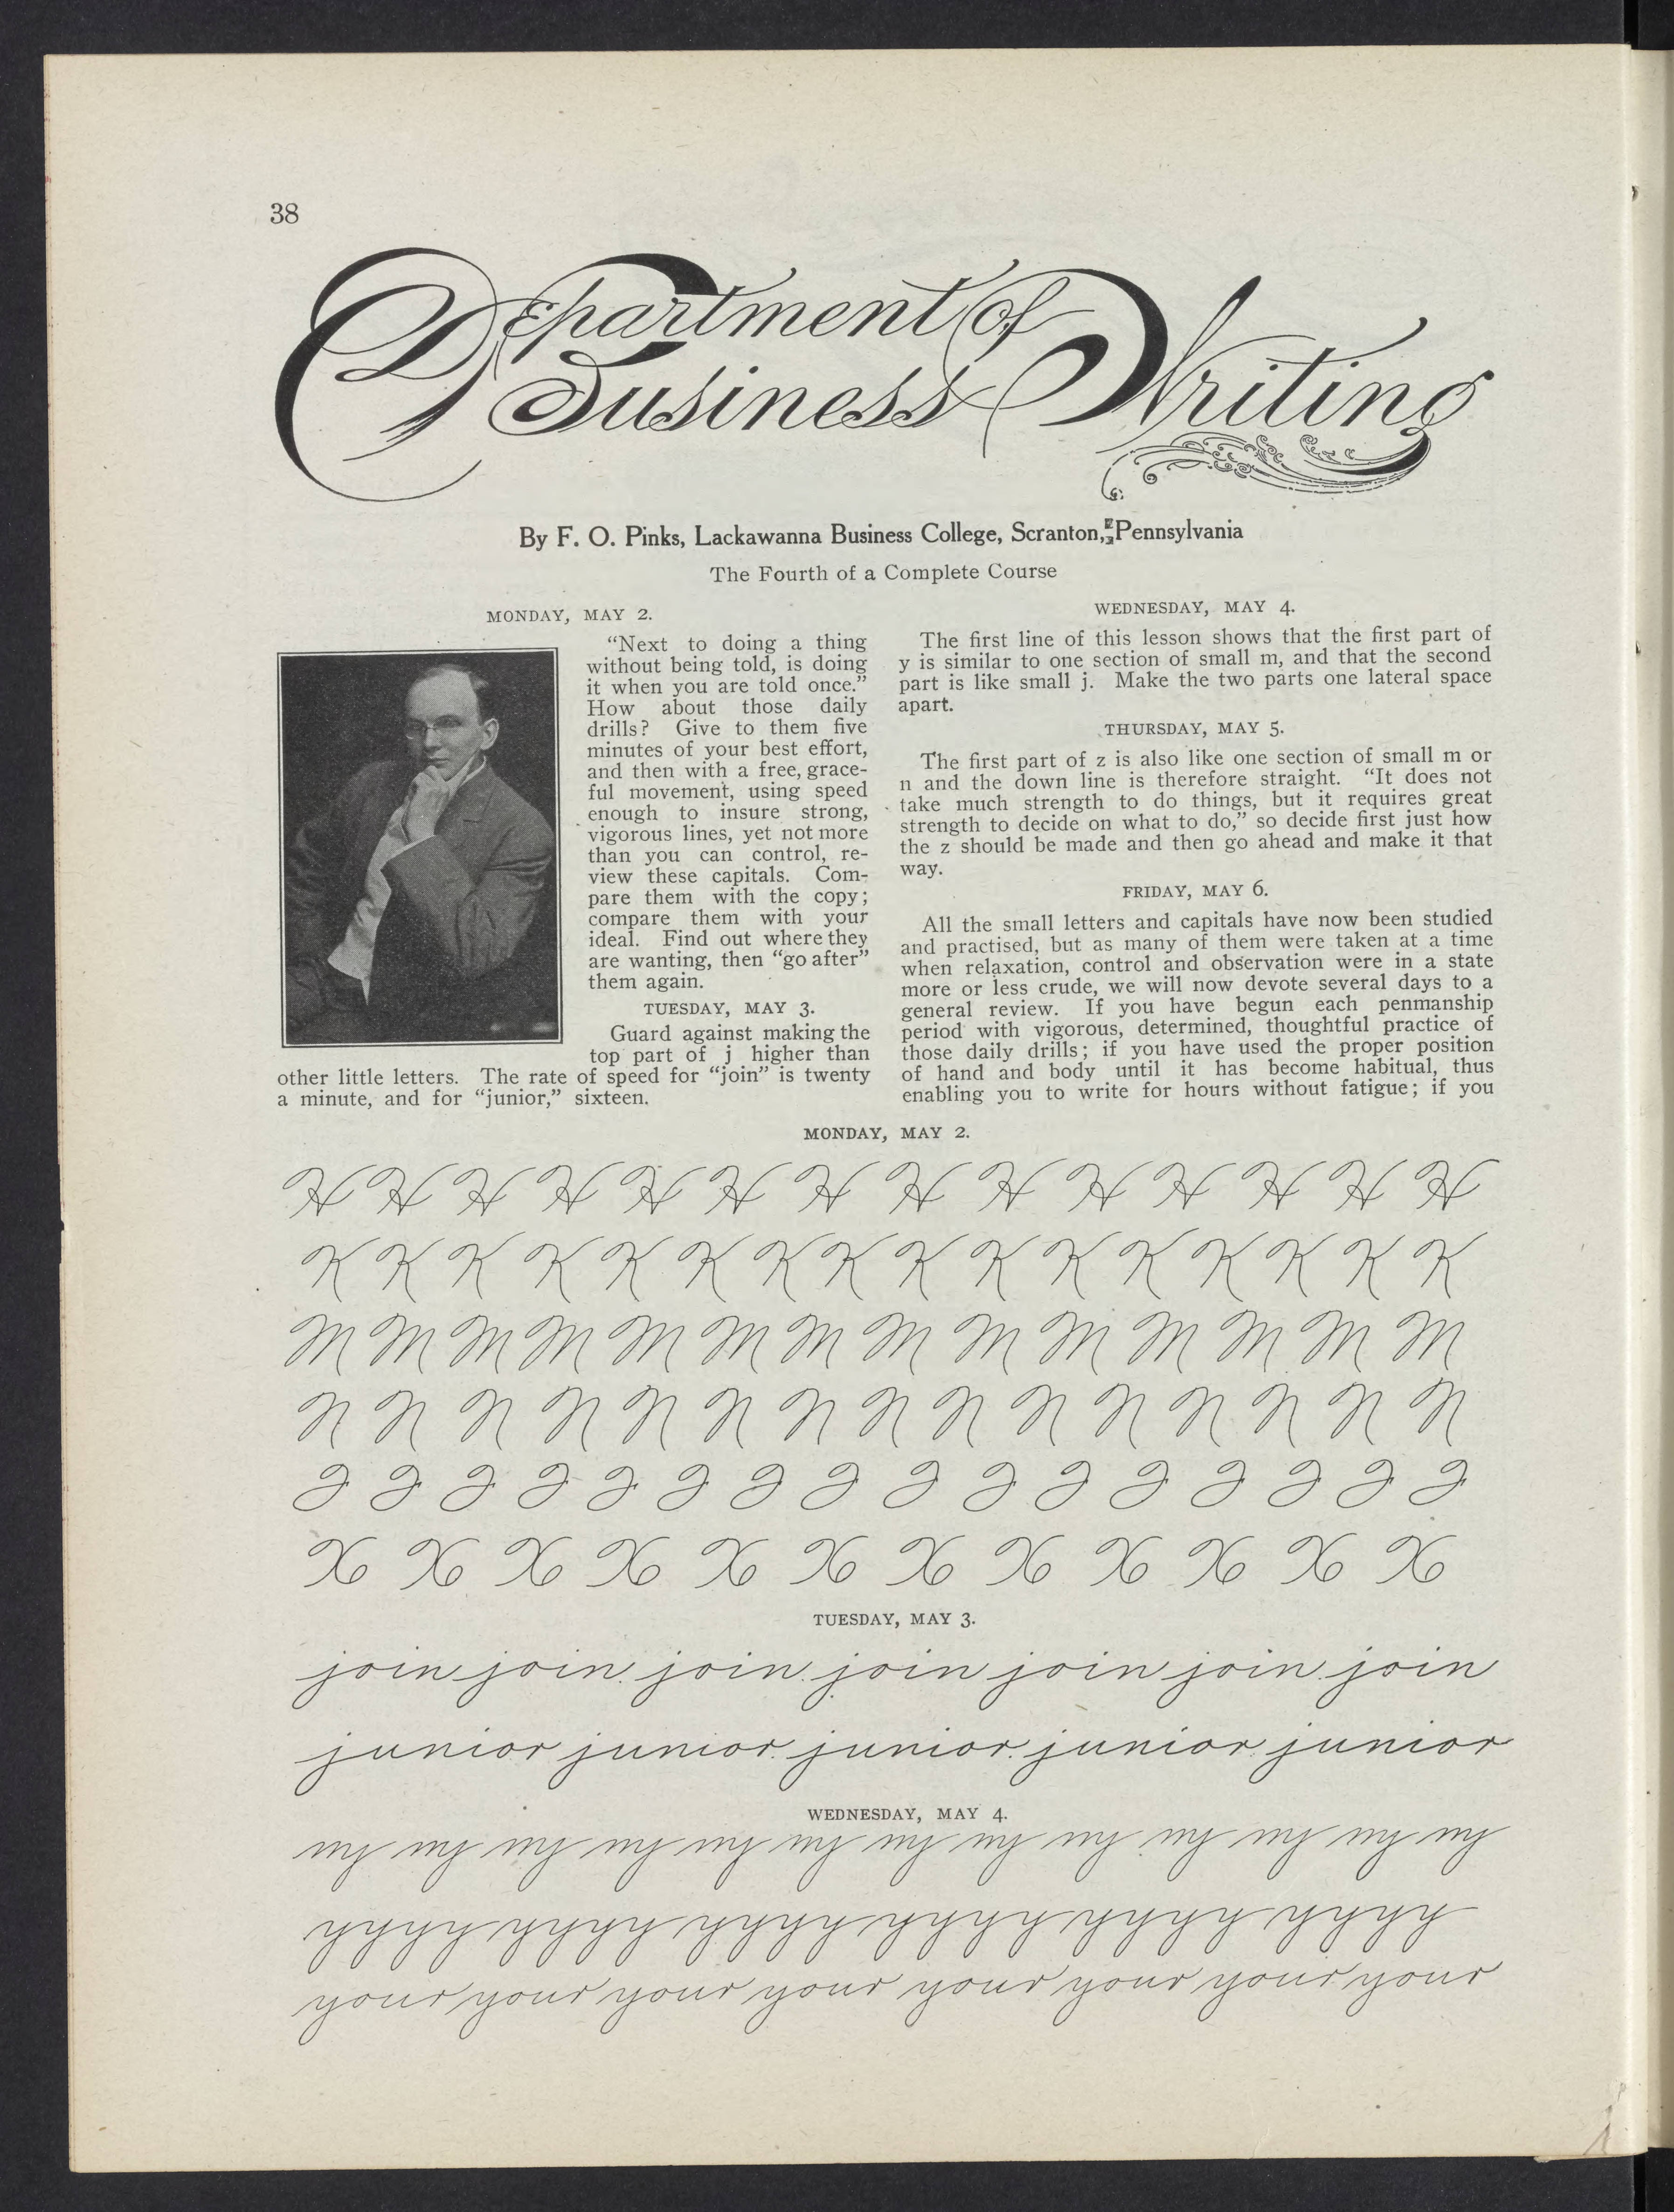 38
Department of
Business Writing
By F. O. Pinks, Lackawanna Business College, Scranton, Pennsylvania
The Fourth of a Complete Course
MONDAY, MAY 2.
“Next to doing a thing
without being told, is doing
it when you are told once.”
How about those daily
drills? Give to them five
minutes of your best effort,
and then with a free, grace-
ful movement, using speed
enough to insure strong,
vigorous lines, yet not more
than you can control, re-
view these capitals. Com-
pare them with the copy;
compare them with your
ideal. Find out where they
are wanting, then “go after”
them again.
TUESDAY, MAY 3.
Guard against making the
top part of j higher than
other little letters. The rate of speed for “join” is twenty
a minute, and for “junior,” sixteen.
WEDNESDAY, MAY 4.
The first line of this lesson shows that the first part of
y is similar to one section of small m, and that the second
part is like small j. Make the two parts one lateral space
apart.
THURSDAY, MAY 5.
The first part of z is also like one section of small m or
n and the down line is therefore straight. “It does not
take much strength to do things, but it requires great
strength to decide on what to do,” so decide first just how
the z should be made and then go ahead and make it that
way.
FRIDAY, MAY 6.
All the small letters and capitals have now been studied
and practised, but as many of them were taken at a time
when relaxation, control and observation were in a state
more or less crude, we will now devote several days to a
general review. If you have begun each penmanship
period with vigorous, determined, thoughtful practice of
those daily drills; if you have used the proper position
of hand and body until it has become habitual, thus
enabling you to write for hours without fatigue; if you
MONDAY, MAY 2.
H H H H H H H H H H H H H H
K K K K K K K K K K K K K K K K
M M M M M M M M M M M M M M
N N N N N N N N N N N N N N N
Q Q Q Q Q Q Q Q Q Q Q Q Q Q Q Q
X X X X X X X X X X X X
TUESDAY, MAY 3.
join join join join join join join
junior junior junior junior junior
WEDNESDAY, MAY 4.
ny ny ny ny ny ny ny ny ny ny ny ny ny
yyyy yyyy yyyy yyyy yyyy yyyy
your your your your your your your your